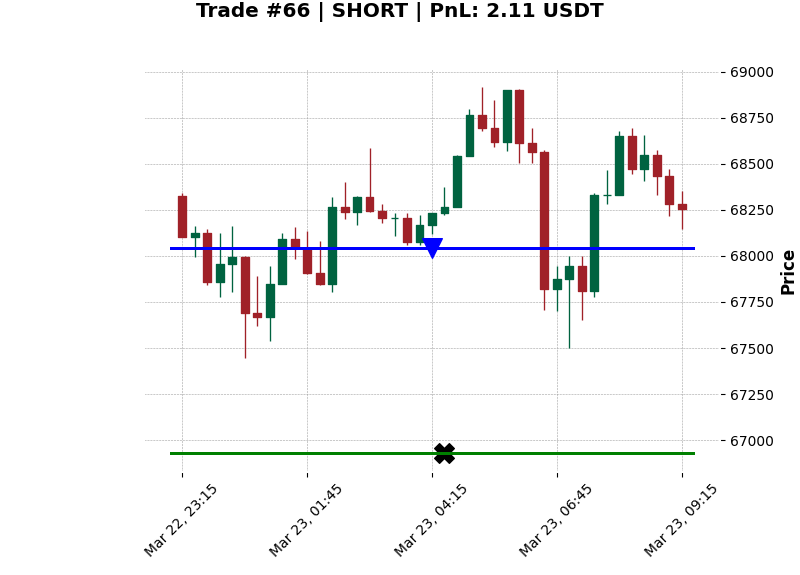 Trade #66 | SHORT | PnL: 2.11 USDT
69000
68750
68500
68250
68000
67750
67500
67250
67000
Price
Mar 22, 23:15
Mar 23, 01:45
Mar 23, 04:15
Mar 23, 06:45
Mar 23, 09:15